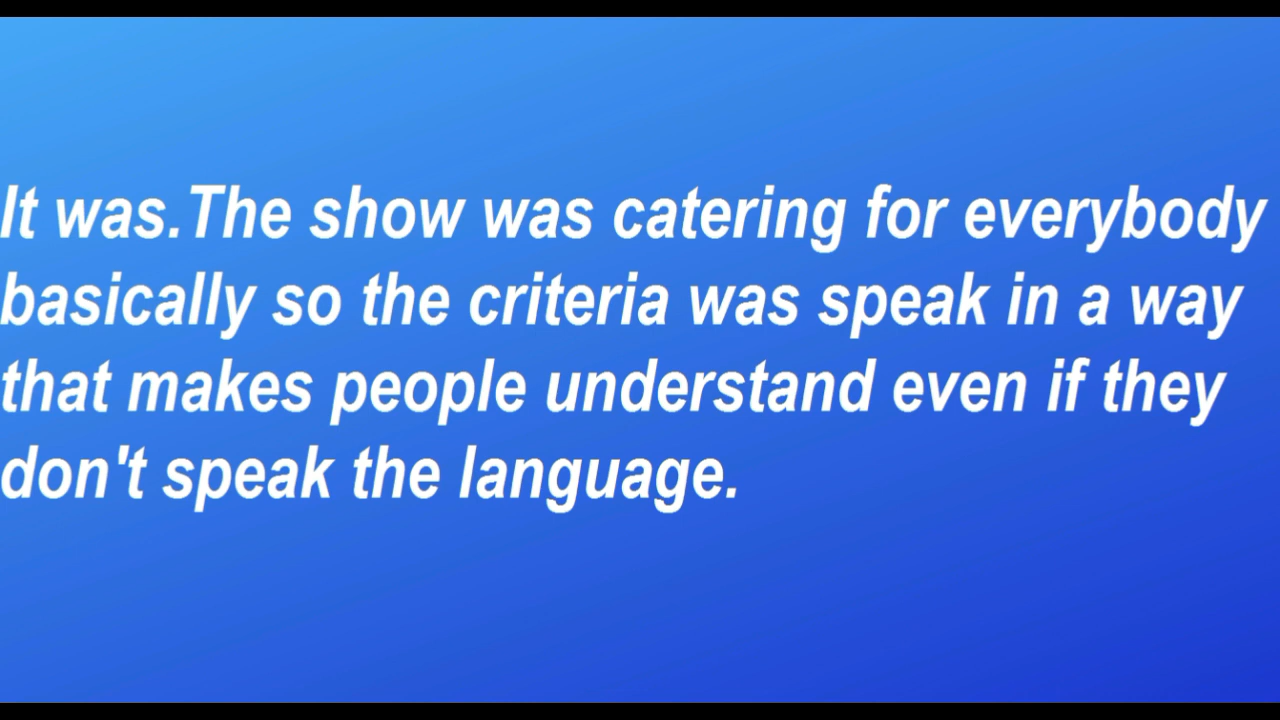 It was.The show was catering for everybody
basically so the criteria was speak in a way
that makes people understand even if they
don't speak the language.